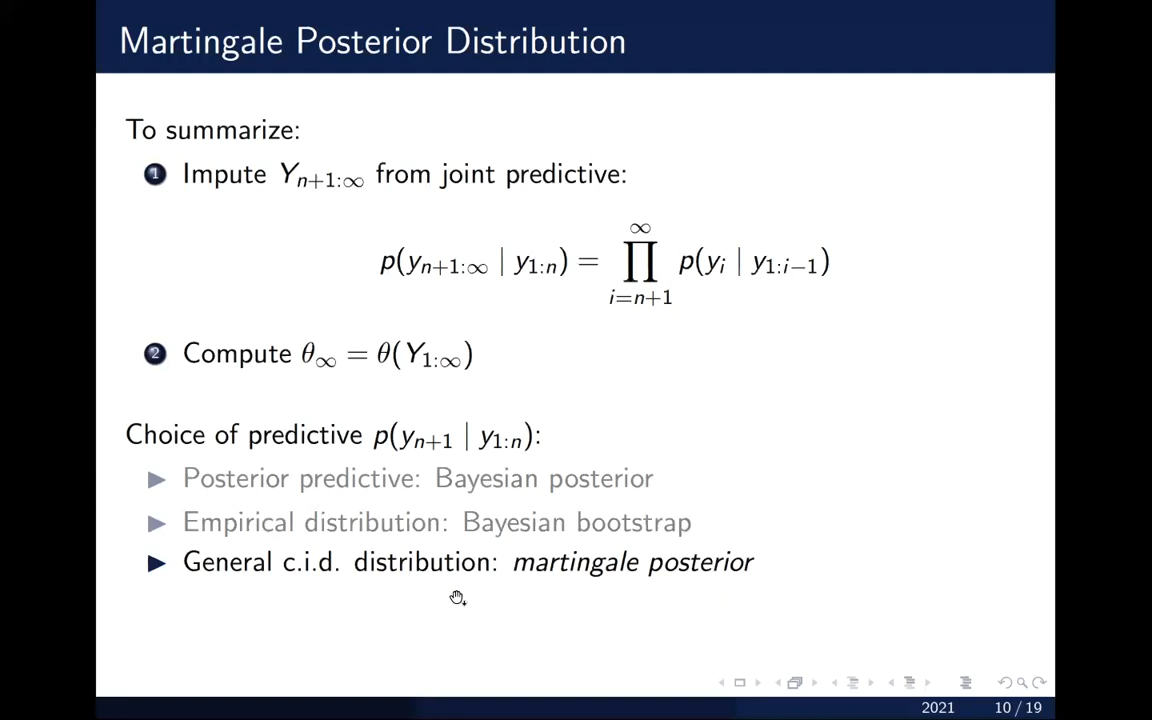 Martingale Posterior Distribution
To summarize:
1 Impute Y_{n+1:∞} from joint predictive:
p(y_{n+1:∞} | y_{1:n}) = ∏_{i=n+1}^{∞} p(y_i | y_{1:i−1})
2 Compute θ_∞ = θ(Y_{1:∞})
Choice of predictive p(y_{n+1} | y_{1:n}):
▶ Posterior predictive: Bayesian posterior
▶ Empirical distribution: Bayesian bootstrap
▶ General c.i.d. distribution: martingale posterior
2021 10 / 19